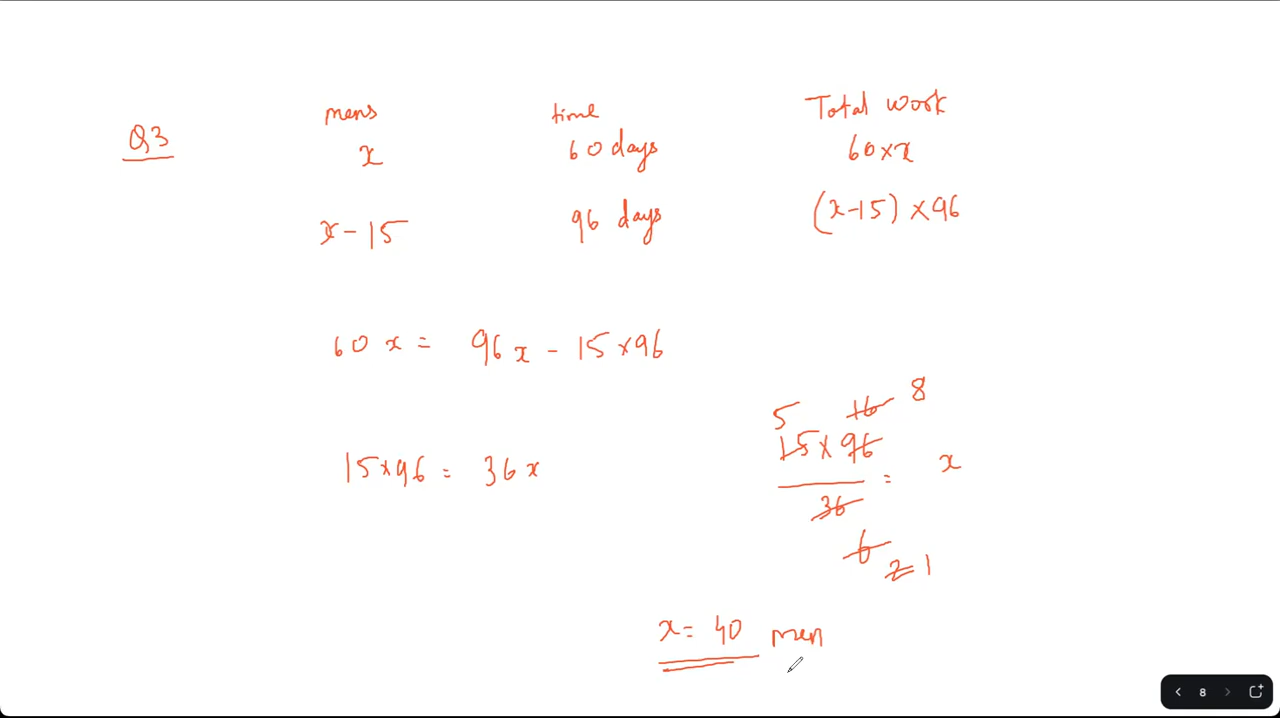 mens time Total work
Q3 x 60 days 60×x
x-15 96 days (x-15) ×96
60 x = 96x - 15×96
5 16 8
15×96 = 36x 15×96 = x
36
6
2 1
x= 40 men
8